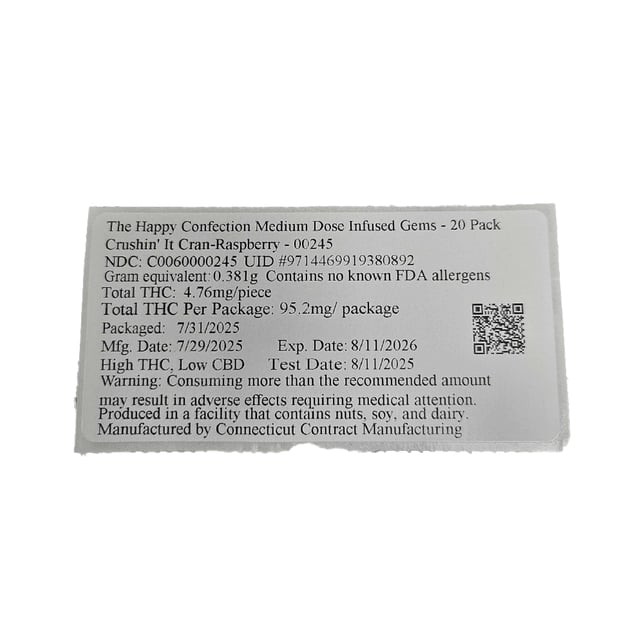 The Happy Confection Medium Dose Infused Gems - 20 Pack
Crushin' It Cran-Raspberry - 00245
NDC: C0060000245 UID #9714469919380892
Gram equivalent: 0.381g Contains no known FDA allergens
Total THC: 4.76mg/piece
Total THC Per Package: 95.2mg/ package
Packaged: 7/31/2025
Mfg. Date: 7/29/2025 Exp. Date: 8/11/2026
High THC, Low CBD Test Date: 8/11/2025
Warning: Consuming more than the recommended amount
may result in adverse effects requiring medical attention.
Produced in a facility that contains nuts, soy, and dairy.
Manufactured by Connecticut Contract Manufacturing